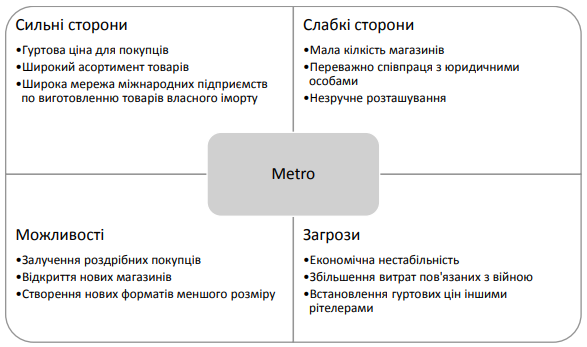 Сильні сторони
•Гуртова ціна для покупців
•Широкий асортимент товарів
•Широка мережа міжнародних підприємств
по виготовленню товарів власного іморту
Слабкі сторони
•Мала кілкість магазинів
•Переважно співпраця з юридичними
особами
•Незручне розташування
Metro
Можливості
•Залучення роздрібних покупців
•Відкриття нових магазинів
•Створення нових форматів меншого розміру
Загрози
•Економічна нестабільність
•Збільшення витрат пов'язаних з війною
•Встановлення гуртових цін іншими
рітелерами